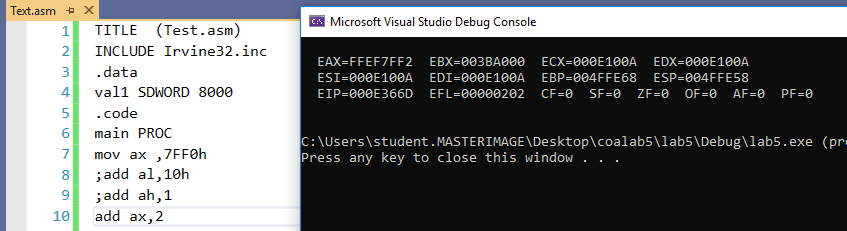 Text.asm
1 TITLE  (Test.asm)
2 INCLUDE Irvine32.inc
3 .data
4 val1 SDWORD 8000
5 .code
6 main PROC
7 mov ax ,7FF0h
8 ;add al,10h
9 ;add ah,1
10 add ax,2
Microsoft Visual Studio Debug Console
EAX=FFEF7FF2  EBX=003BA000  ECX=000E100A  EDX=000E100A
ESI=000E100A  EDI=000E100A  EBP=004FFE68  ESP=004FFE58
EIP=000E366D  EFL=00000202  CF=0  SF=0  ZF=0  OF=0  AF=0  PF=0
C:\Users\student.MASTERIMAGE\Desktop\coalab5\lab5\Debug\lab5.exe (pr
Press any key to close this window . . .